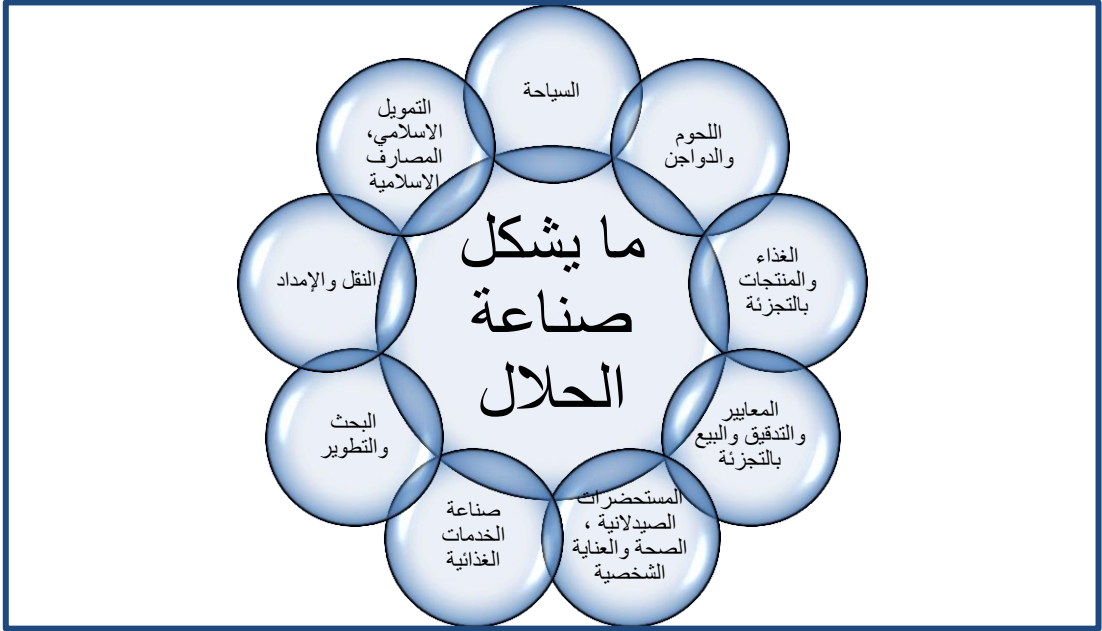 السياحة
اللحوم
والدواجن
الغذاء
والمنتجات
بالتجزئة
المعايير
والتدقيق والبيع
بالتجزئة
المستحضرات
الصيدلانية ،
الصحة والعناية
الشخصية
صناعة
الخدمات
الغذائية
البحث
والتطوير
النقل والإمداد
التمويل
الاسلامي،
المصارف
الاسلامية
ما يشكل
صناعة
الحلال